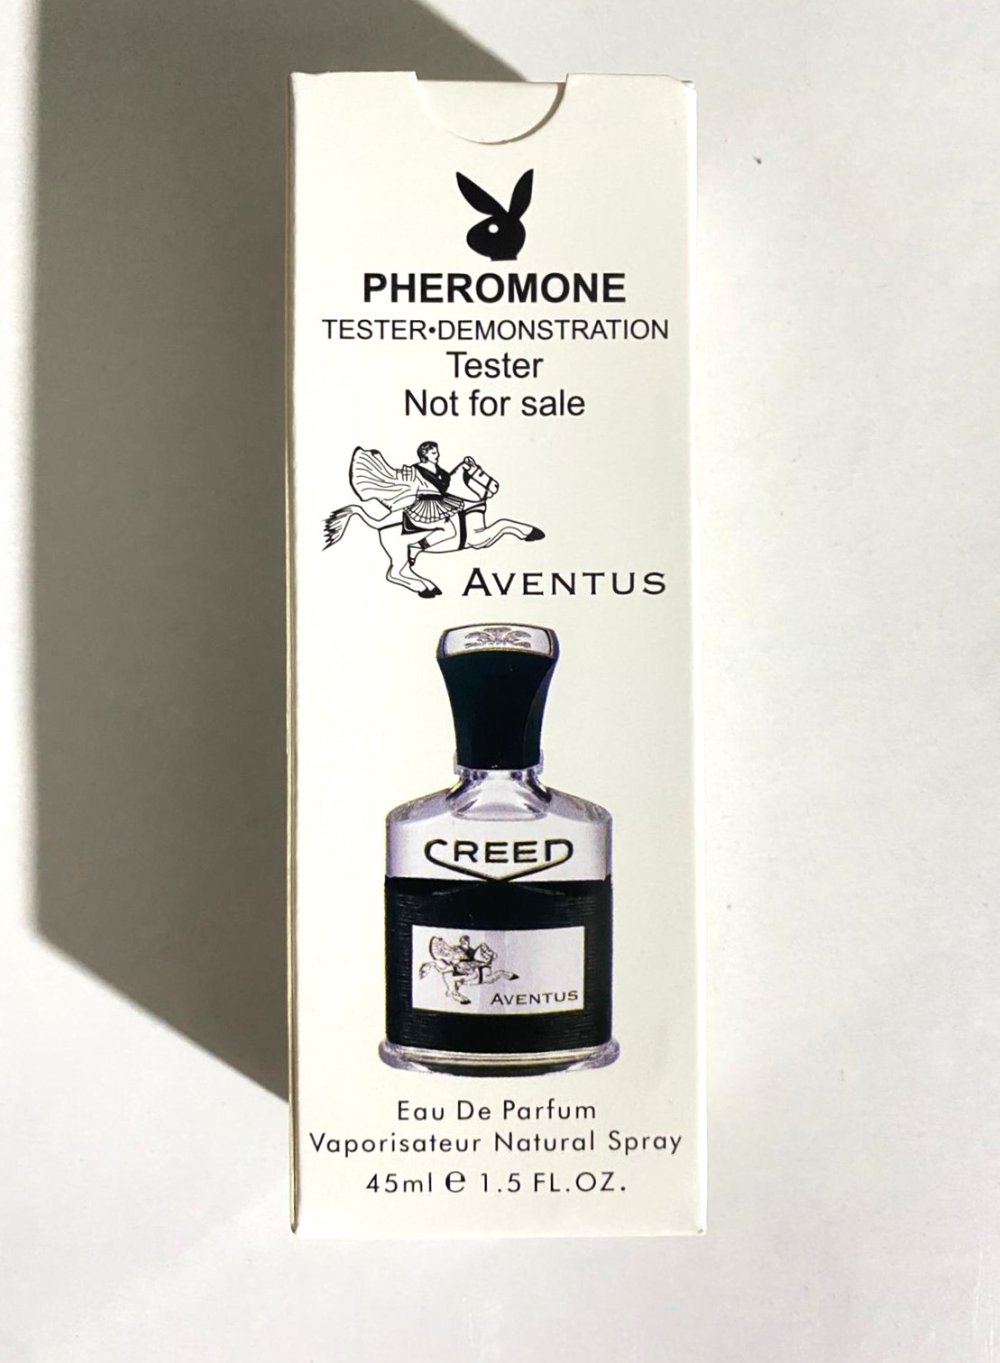 PHEROMONE
TESTER•DEMONSTRATION
Tester
Not for sale
AVENTUS
CREED
AVENTUS
Eau De Parfum
Vaporisateur Natural Spray
45ml ℮ 1.5 FL.OZ.